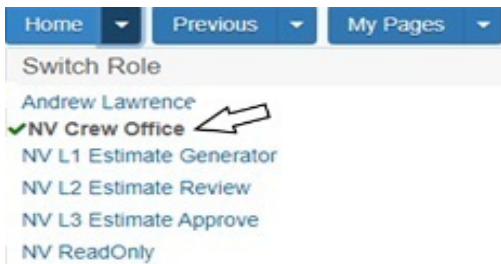 Home Previous My Pages
Switch Role
Andrew Lawrence
NV Crew Office
NV L1 Estimate Generator
NV L2 Estimate Review
NV L3 Estimate Approve
NV ReadOnly